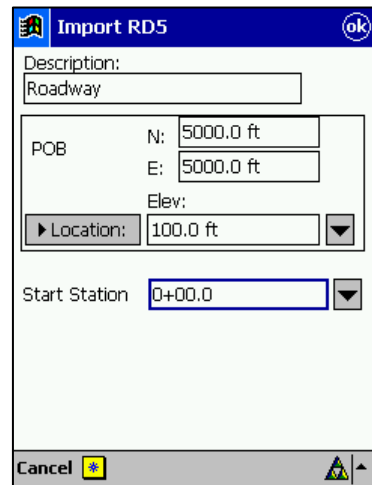 Import RD5 ok
Description:
Roadway
POB N: 5000.0 ft
E: 5000.0 ft
Elev:
Location: 100.0 ft
Start Station 0+00.0
Cancel